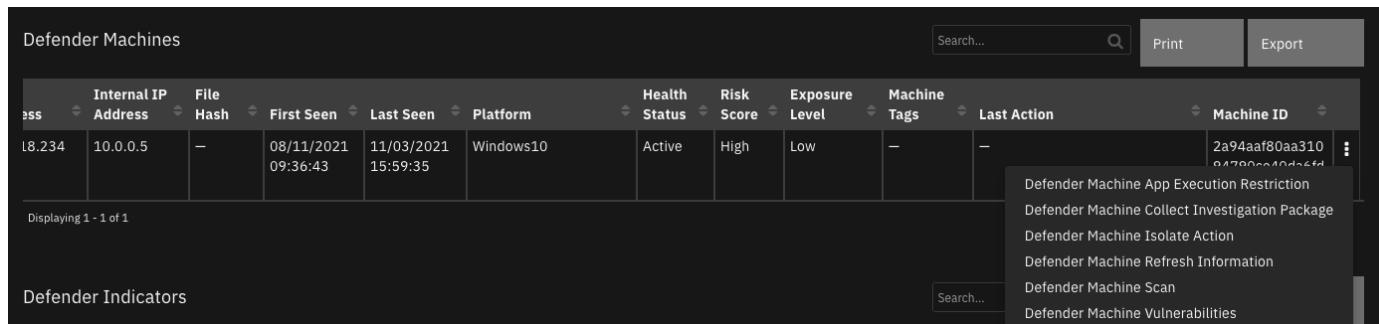 Defender Machines
Search...
Print
Export
ess
Internal IP Address
File Hash
First Seen
Last Seen
Platform
Health Status
Risk Score
Exposure Level
Machine Tags
Last Action
Machine ID
18.234
10.0.0.5
—
08/11/2021
09:36:43
11/03/2021
15:59:35
Windows10
Active
High
Low
—
—
2a94aaf80aa310
Displaying 1 - 1 of 1
Defender Machine App Execution Restriction
Defender Machine Collect Investigation Package
Defender Machine Isolate Action
Defender Machine Refresh Information
Defender Machine Scan
Defender Machine Vulnerabilities
Defender Indicators
Search...